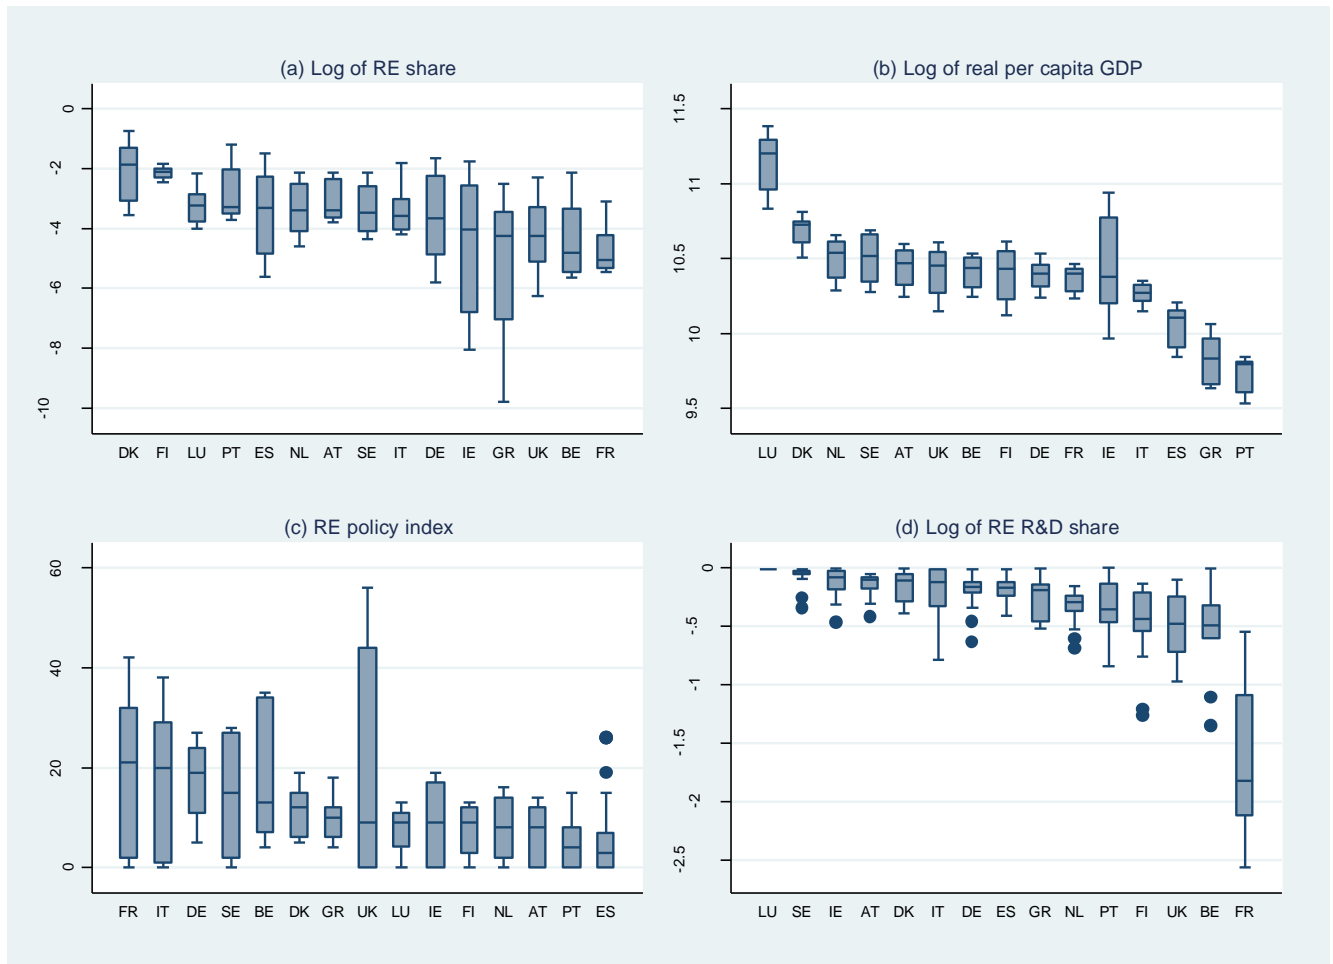 (a) Log of RE share
0
-2
-4
-6
-8
-10
DK FI LU PT ES NL AT SE IT DE IE GR UK BE FR
(b) Log of real per capita GDP
11.5
11
10.5
10
9.5
LU DK NL SE AT UK BE FI DE FR IE IT ES GR PT
(c) RE policy index
60
40
20
0
FR IT DE SE BE DK GR UK LU IE FI NL AT PT ES
(d) Log of RE R&D share
0
-.5
-1
-1.5
-2
-2.5
LU SE IE AT DK IT DE ES GR NL PT FI UK BE FR